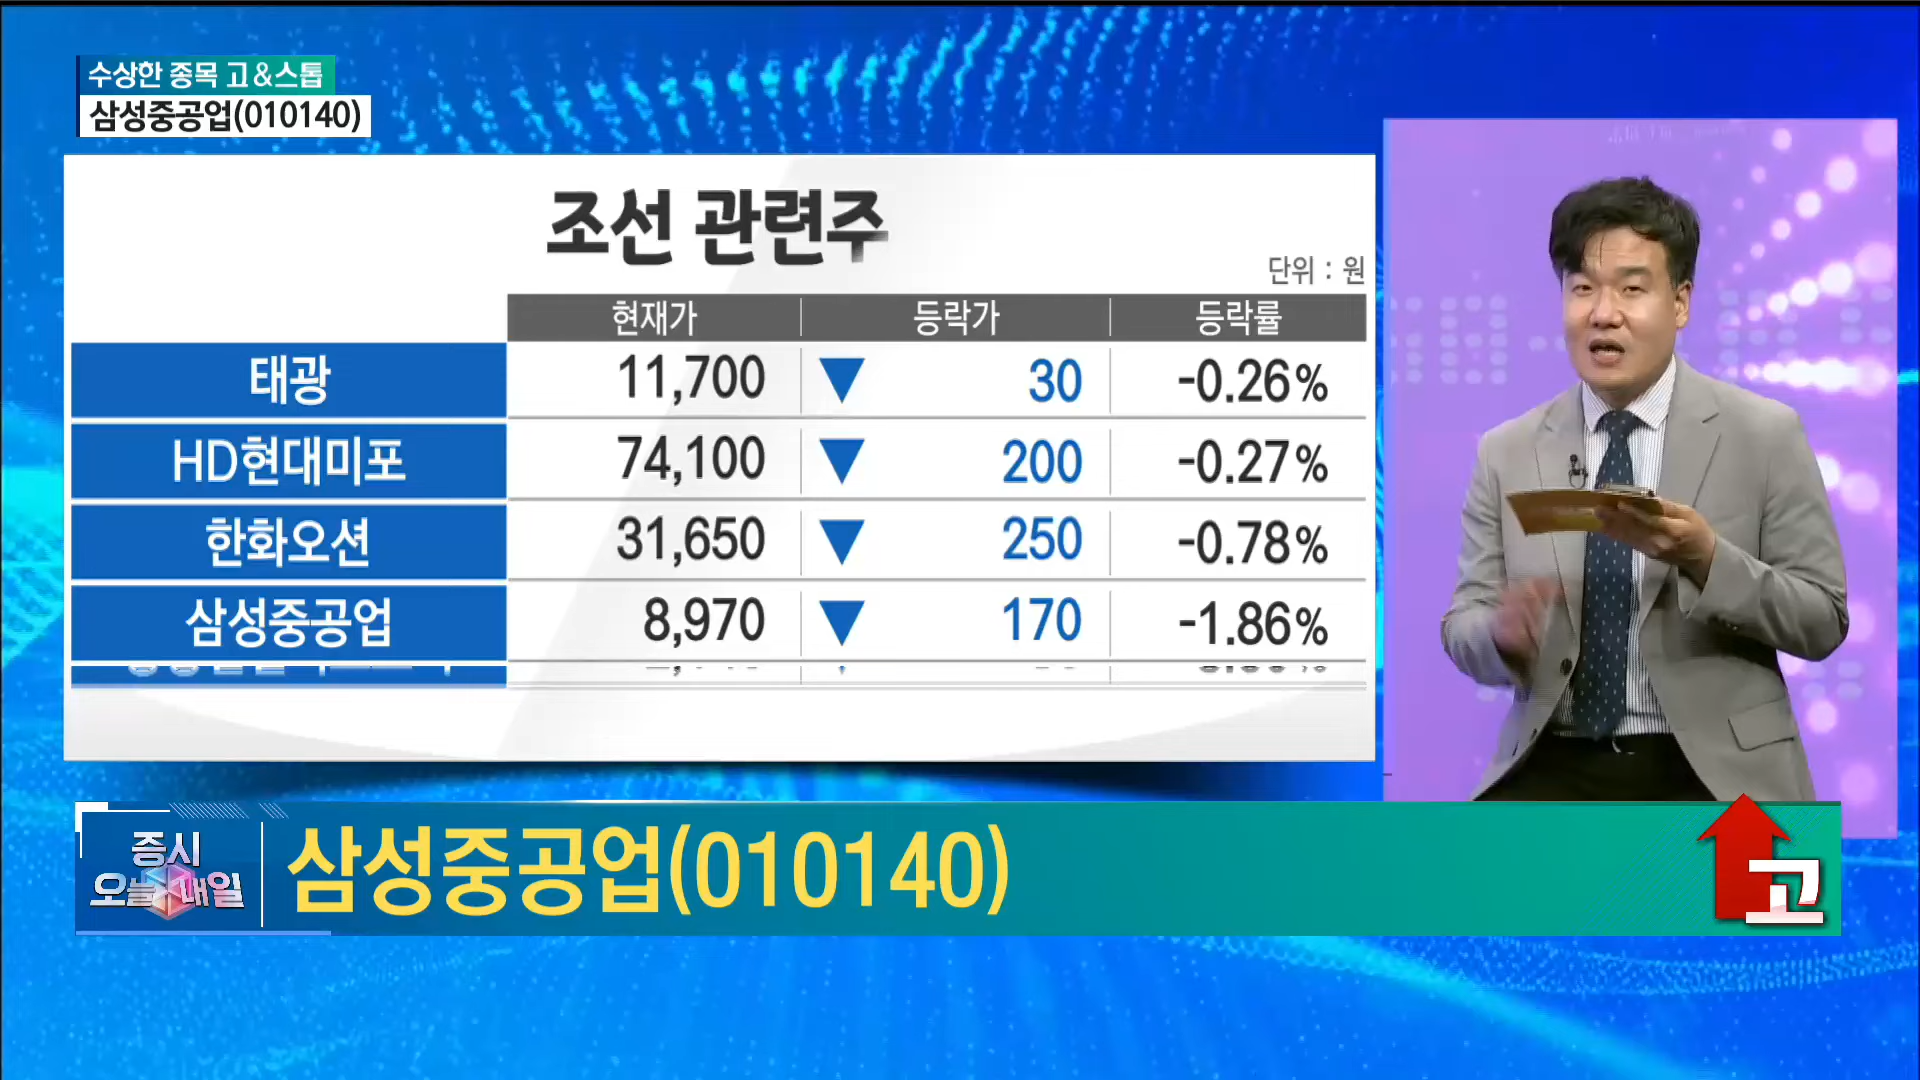 수상한 종목 고&스톱
삼성중공업(010140)
조선 관련주
단위 : 원
현재가 등락가 등락률
태광 11,700 ▼ 30 -0.26%
HD현대미포 74,100 ▼ 200 -0.27%
한화오션 31,650 ▼ 250 -0.78%
삼성중공업 8,970 ▼ 170 -1.86%
증시
오늘 매일
삼성중공업(010140)
고